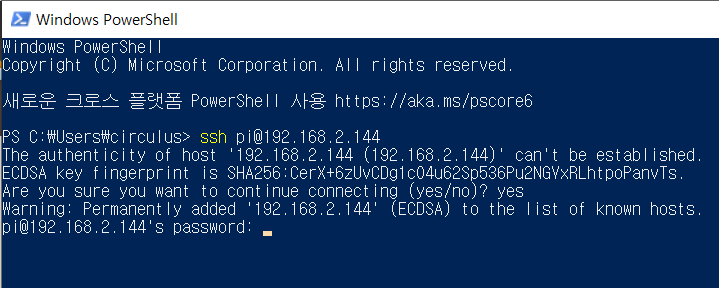 Windows PowerShell
Windows PowerShell
Copyright (C) Microsoft Corporation. All rights reserved.
새로운 크로스 플랫폼 PowerShell 사용 https://aka.ms/pscore6
PS C:₩Users₩circulus> ssh pi@192.168.2.144
The authenticity of host '192.168.2.144 (192.168.2.144)' can't be established.
ECDSA key fingerprint is SHA256:CerX+6zUvCDg1c04u62Sp536Pu2NGVxRLhtpoPanvTs.
Are you sure you want to continue connecting (yes/no)? yes
Warning: Permanently added '192.168.2.144' (ECDSA) to the list of known hosts.
pi@192.168.2.144's password: